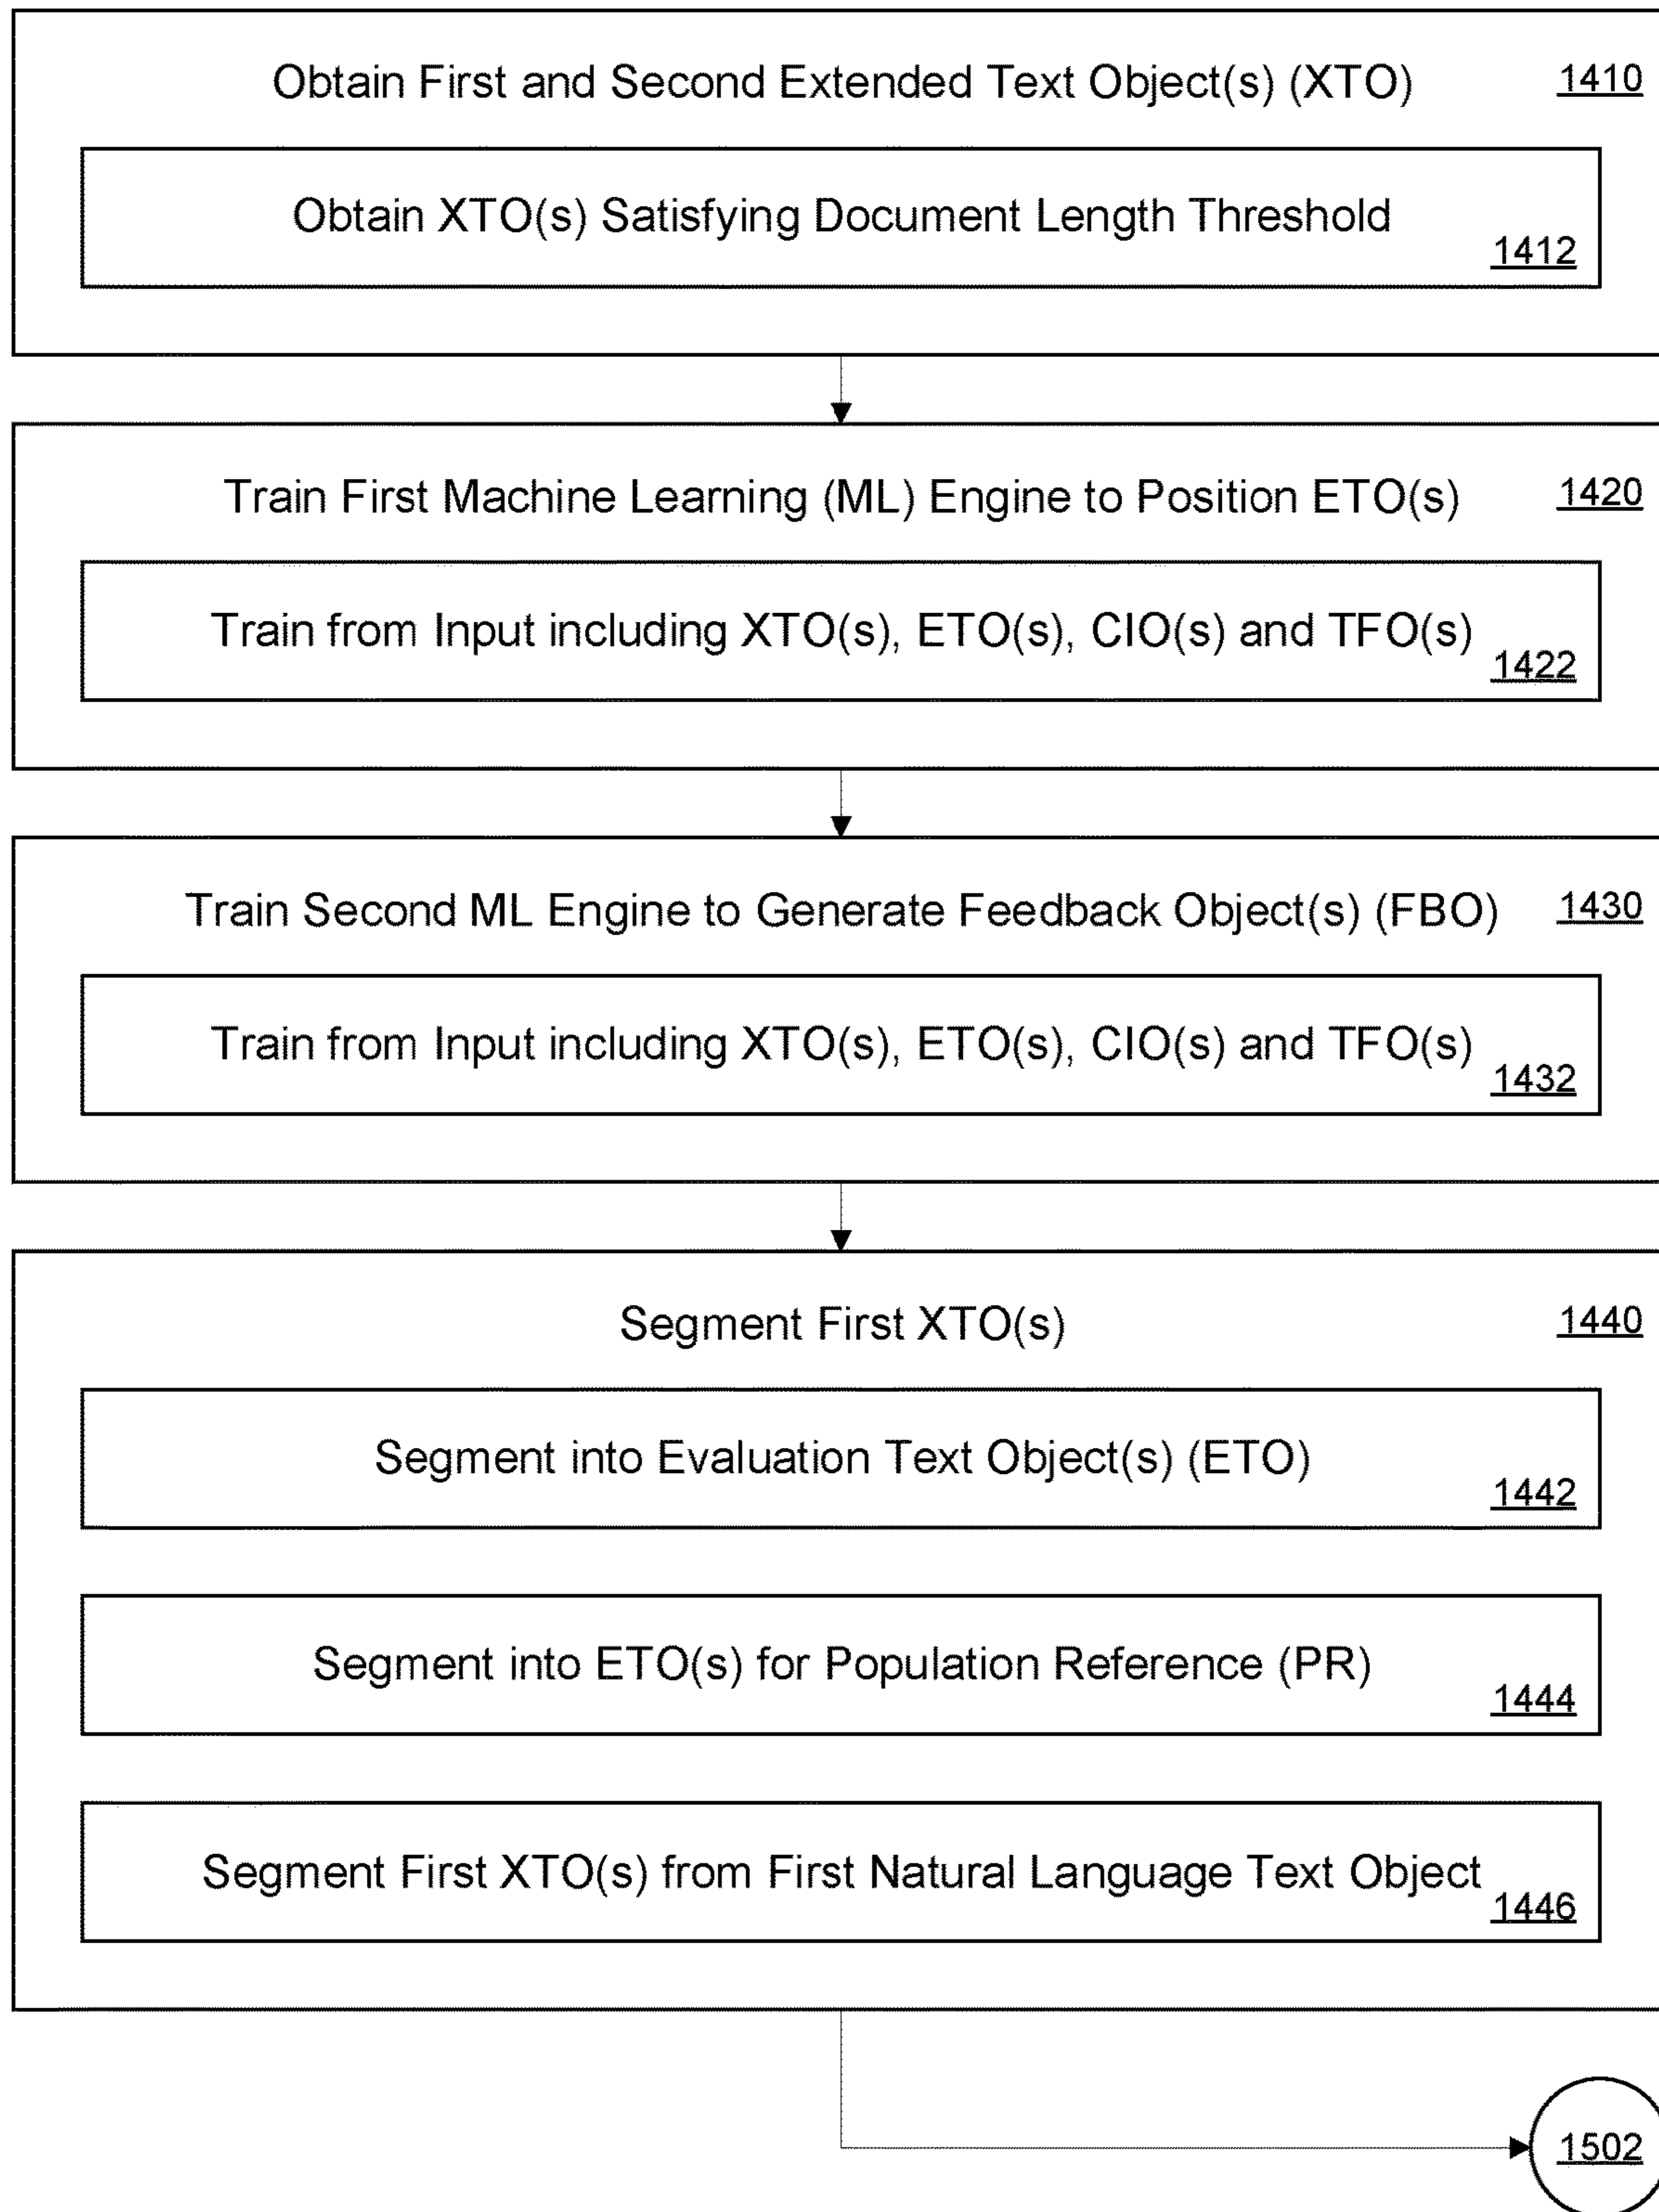 Obtain First and Second Extended Text Object(s) (XTO) 1410
Obtain XTO(s) Satisfying Document Length Threshold
1412
Train First Machine Learning (ML) Engine to Position ETO(s) 1420
Train from Input including XTO(s), ETO(s), CIO(s) and TFO(s)
1422
Train Second ML Engine to Generate Feedback Object(s) (FBO) 1430
Train from Input including XTO(s), ETO(s), CIO(s) and TFO(s)
1432
Segment First XTO(s) 1440
Segment into Evaluation Text Object(s) (ETO)
1442
Segment into ETO(s) for Population Reference (PR)
1444
Segment First XTO(s) from First Natural Language Text Object
1446
1502